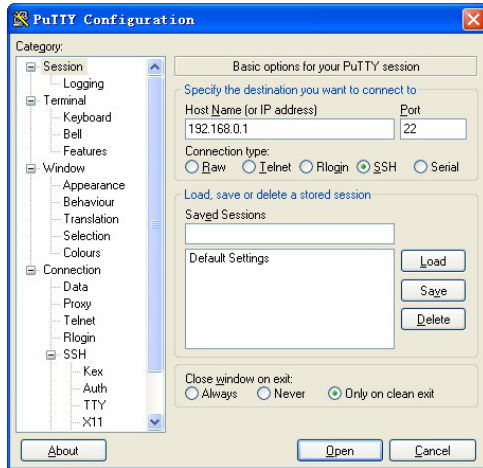 PuTTY Configuration
Category:
Session
Logging
Terminal
Keyboard
Bell
Features
Window
Appearance
Behaviour
Translation
Selection
Colours
Connection
Data
Proxy
Telnet
Rlogin
SSH
Kex
Auth
TTY
X11
Basic options for your PuTTY session
Specify the destination you want to connect to
Host Name (or IP address) Port
192.168.0.1 22
Connection type:
Raw Telnet Rlogin SSH Serial
Load, save or delete a stored session
Saved Sessions
Default Settings
Load
Save
Delete
Close window on exit:
Always Never Only on clean exit
About Open Cancel